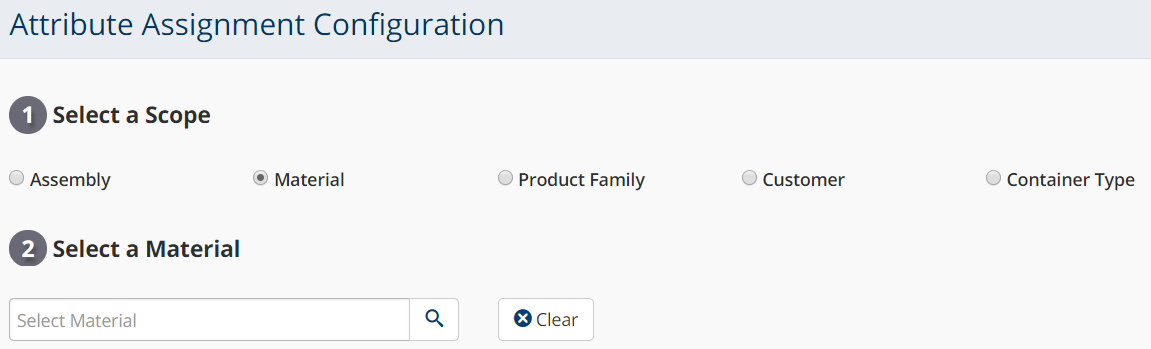 Attribute Assignment Configuration
1 Select a Scope
Assembly Material Product Family Customer Container Type
2 Select a Material
Select Material Clear